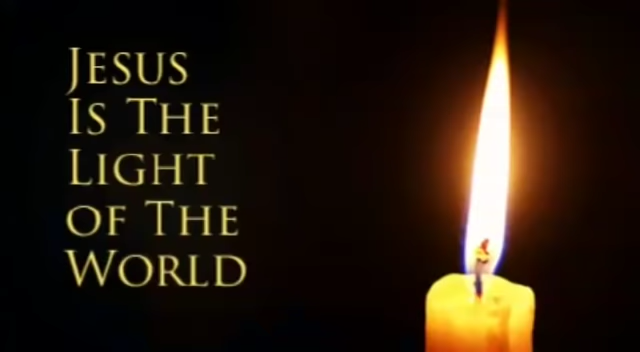 Jesus
Is The
Light
of The
World